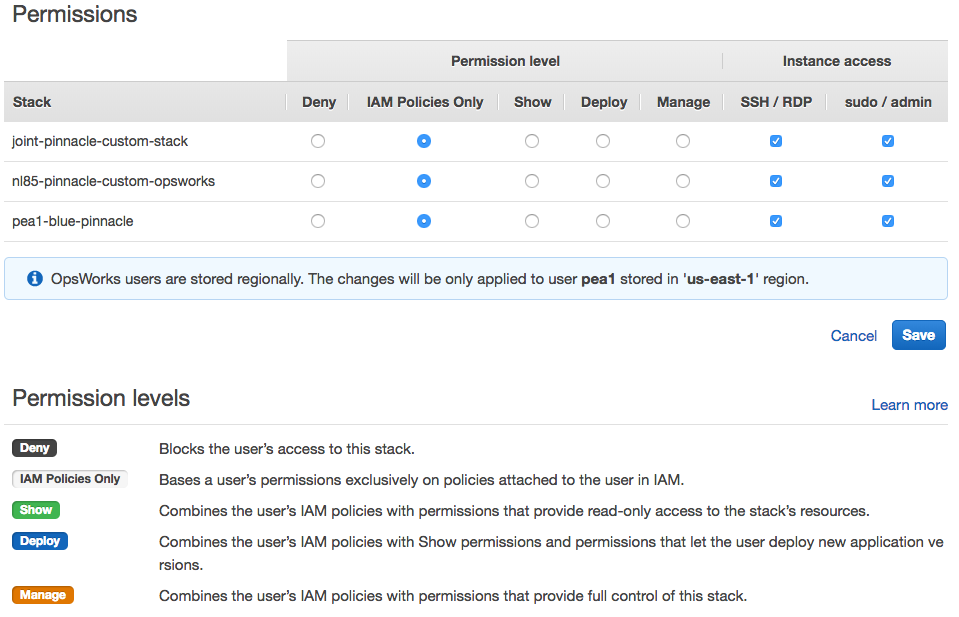 Permissions
Permission level Instance access
Stack Deny IAM Policies Only Show Deploy Manage SSH / RDP sudo / admin
joint-pinnacle-custom-stack
nl85-pinnacle-custom-opsworks
pea1-blue-pinnacle
OpsWorks users are stored regionally. The changes will be only applied to user pea1 stored in 'us-east-1' region.
Cancel Save
Permission levels
Learn more
Deny Blocks the user’s access to this stack.
IAM Policies Only Bases a user’s permissions exclusively on policies attached to the user in IAM.
Show Combines the user’s IAM policies with permissions that provide read-only access to the stack’s resources.
Deploy Combines the user’s IAM policies with Show permissions and permissions that let the user deploy new application ve
rsions.
Manage Combines the user’s IAM policies with permissions that provide full control of this stack.